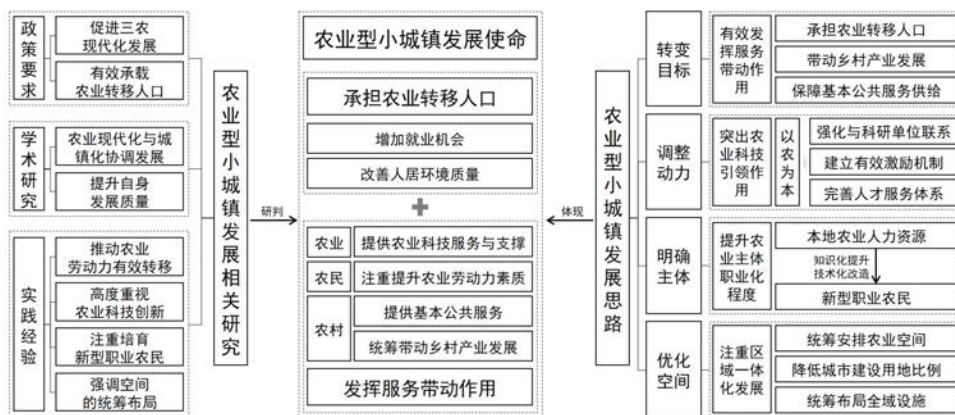 政策要求
促进三农
现代化发展
有效承载
农业转移人口
学术研究
农业现代化与城
镇化协调发展
提升自身
发展质量
实践经验
推动农业
劳动力有效转移
高度重视
农业科技创新
注重培育
新型职业农民
强调空间
的统筹布局
农业型小城镇发展相关研究
研判
农业型小城镇发展使命
承担农业转移人口
增加就业机会
改善人居环境质量
农业
提供农业科技服务与支撑
农民
注重提升农业劳动力素质
农村
提供基本公共服务
统筹带动乡村产业发展
发挥服务带动作用
体现
农业型小城镇发展思路
转变
目标
有效发
挥服务
带动作
用
承担农业转移人口
带动乡村产业发展
保障基本公共服务供给
调整
动力
突出农
业科技
引领作
用
以农为本
强化与科研单位联系
建立有效激励机制
完善人才服务体系
明确
主体
提升农
业主体
职业化
程度
本地农业人力资源
知识化提升
技术化改造
新型职业农民
优化
空间
注重区
域一体
化发展
统筹安排农业空间
降低城市建设用地比例
统筹布局全域设施